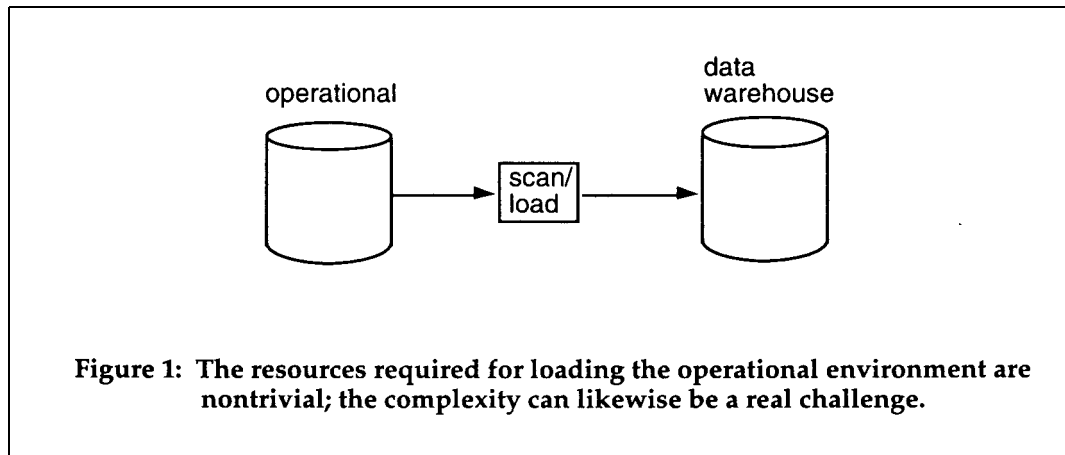 operational
data
warehouse
scan/
load
Figure 1: The resources required for loading the operational environment are
nontrivial; the complexity can likewise be a real challenge.